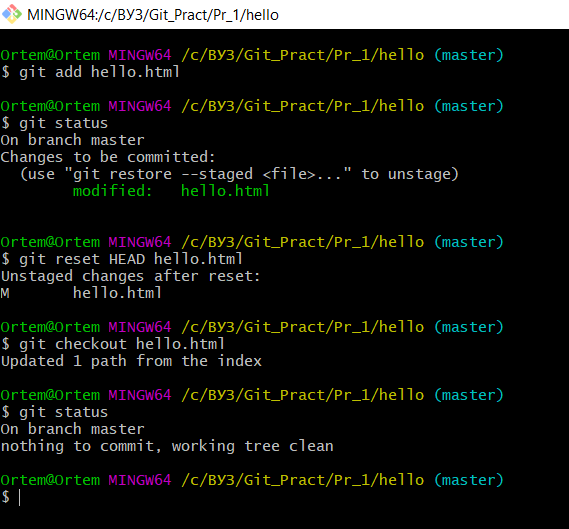 MINGW64:/c/ВУЗ/Git_Pract/Pr_1/hello
Ortem@Ortem MINGW64 /c/ВУЗ/Git_Pract/Pr_1/hello (master)
$ git add hello.html
Ortem@Ortem MINGW64 /c/ВУЗ/Git_Pract/Pr_1/hello (master)
$ git status
On branch master
Changes to be committed:
  (use "git restore --staged <file>..." to unstage)
        modified:   hello.html
Ortem@Ortem MINGW64 /c/ВУЗ/Git_Pract/Pr_1/hello (master)
$ git reset HEAD hello.html
Unstaged changes after reset:
M       hello.html
Ortem@Ortem MINGW64 /c/ВУЗ/Git_Pract/Pr_1/hello (master)
$ git checkout hello.html
Updated 1 path from the index
Ortem@Ortem MINGW64 /c/ВУЗ/Git_Pract/Pr_1/hello (master)
$ git status
On branch master
nothing to commit, working tree clean
Ortem@Ortem MINGW64 /c/ВУЗ/Git_Pract/Pr_1/hello (master)
$